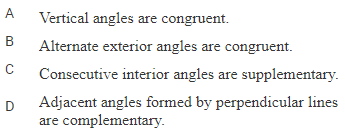 A Vertical angles are congruent.
B Alternate exterior angles are congruent.
C Consecutive interior angles are supplementary.
D Adjacent angles formed by perpendicular lines
are complementary.